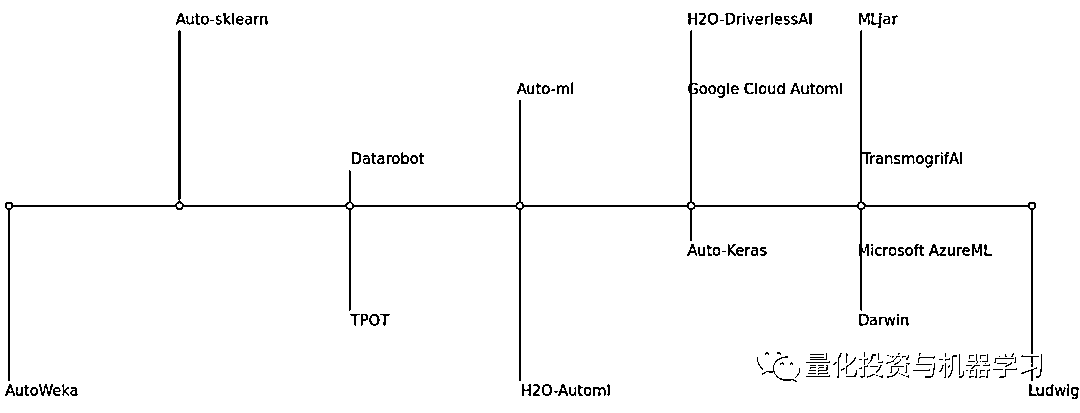 Auto-sklearn
H2O-DriverlessAI
MLjar
Auto-ml
Google Cloud Automl
Datarobot
TransmogrifAI
Auto-Keras
Microsoft AzureML
TPOT
Darwin
量化投资与机器学习
AutoWeka
H2O-Automl
Ludwig